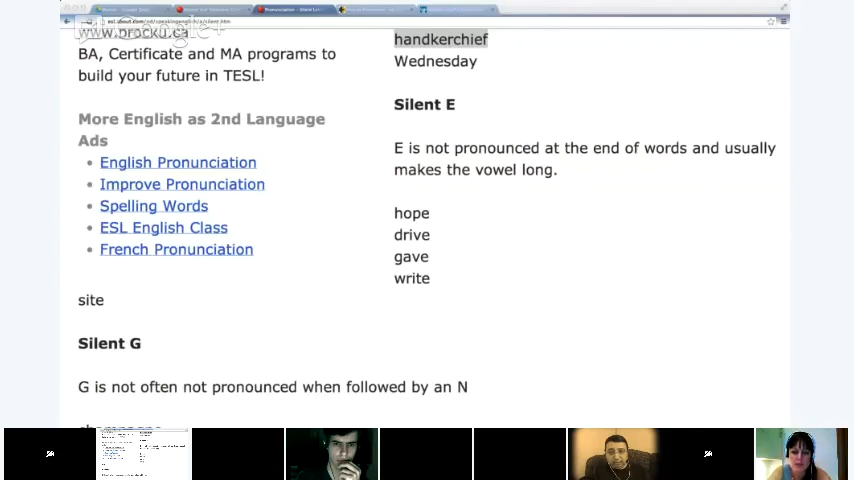 Google+
www.brocku.ca
BA, Certificate and MA programs to
build your future in TESL!
More English as 2nd Language
Ads
English Pronunciation
Improve Pronunciation
Spelling Words
ESL English Class
French Pronunciation
site
Silent G
G is not often not pronounced when followed by an N
handkerchief
Wednesday
Silent E
E is not pronounced at the end of words and usually
makes the vowel long.
hope
drive
gave
write